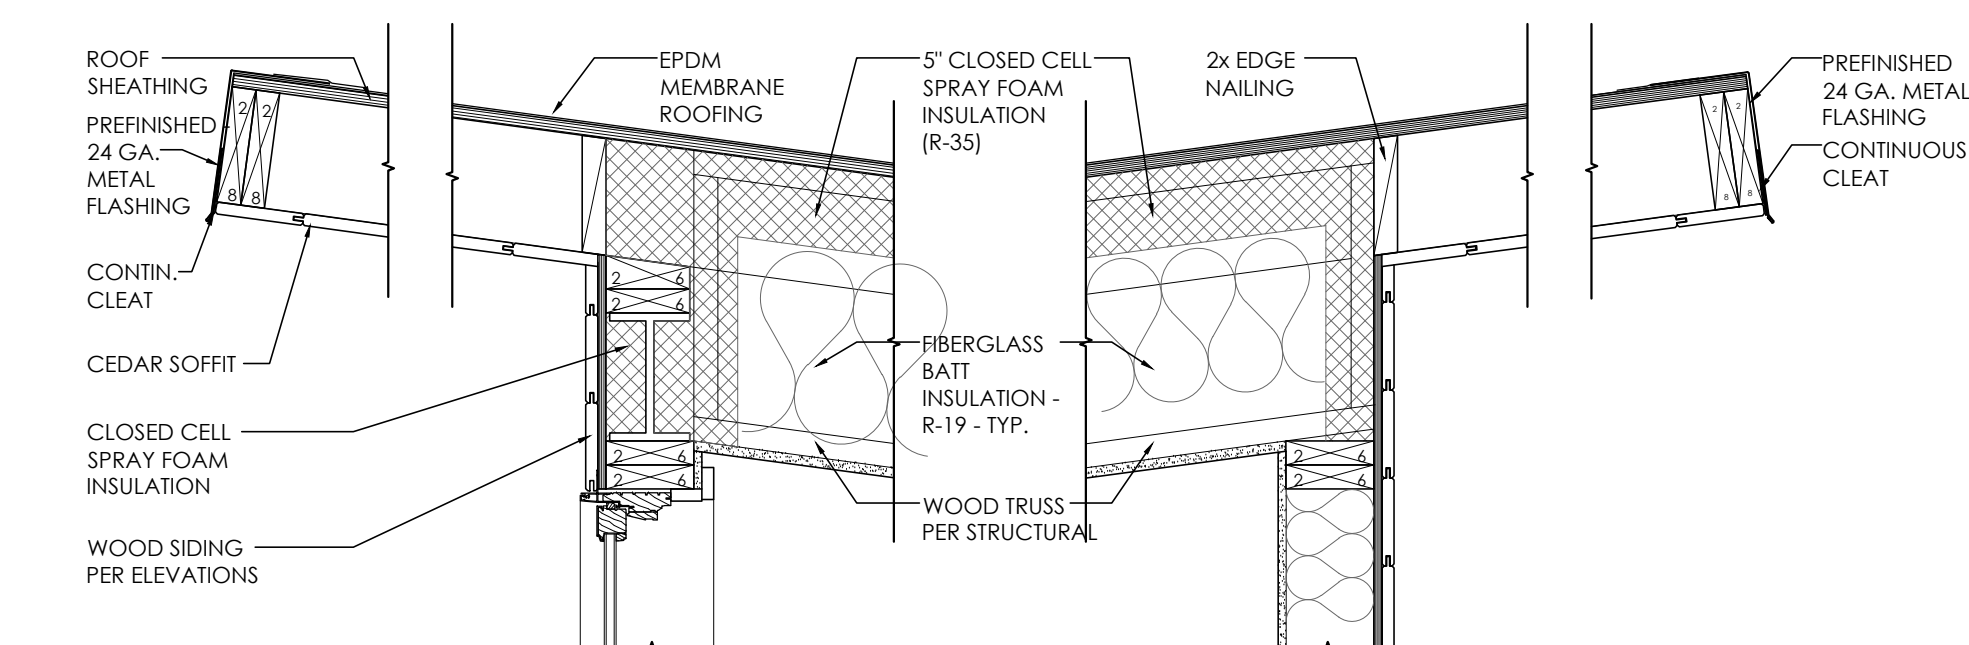 ROOF
SHEATHING
PREFINISHED
24 GA.
METAL
FLASHING
CONTIN.
CLEAT
CEDAR SOFFIT
CLOSED CELL
SPRAY FOAM
INSULATION
WOOD SIDING
PER ELEVATIONS
2 2
8 8
EPDM
MEMBRANE
ROOFING
2 6
2 6
2 6
2 6
5" CLOSED CELL
SPRAY FOAM
INSULATION
(R-35)
FIBERGLASS
BATT
INSULATION -
R-19 - TYP.
WOOD TRUSS
PER STRUCTURAL
2x EDGE
NAILING
2 6
2 6
2 2
8 8
PREFINISHED
24 GA. METAL
FLASHING
CONTINUOUS
CLEAT